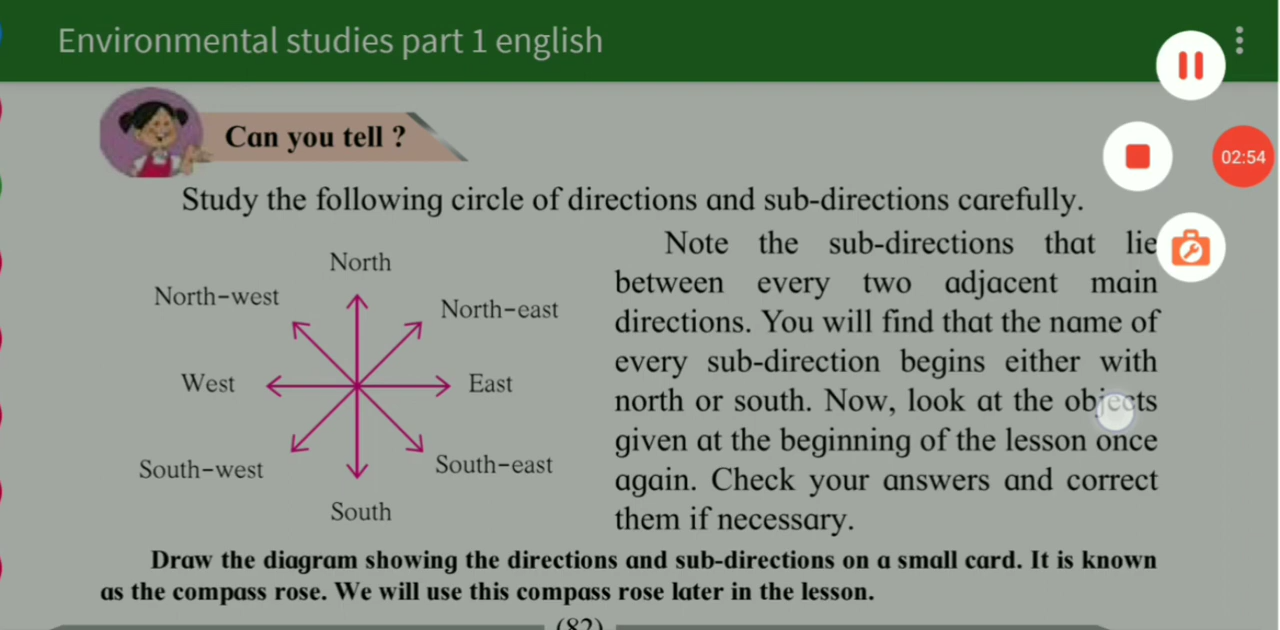 Environmental studies part 1 english
02:54
Can you tell ?
Study the following circle of directions and sub-directions carefully.
North
North-west
North-east
West
East
South-west
South-east
South
Note the sub-directions that lie
between every two adjacent main
directions. You will find that the name of
every sub-direction begins either with
north or south. Now, look at the objects
given at the beginning of the lesson once
again. Check your answers and correct
them if necessary.
Draw the diagram showing the directions and sub-directions on a small card. It is known
as the compass rose. We will use this compass rose later in the lesson.
(82)